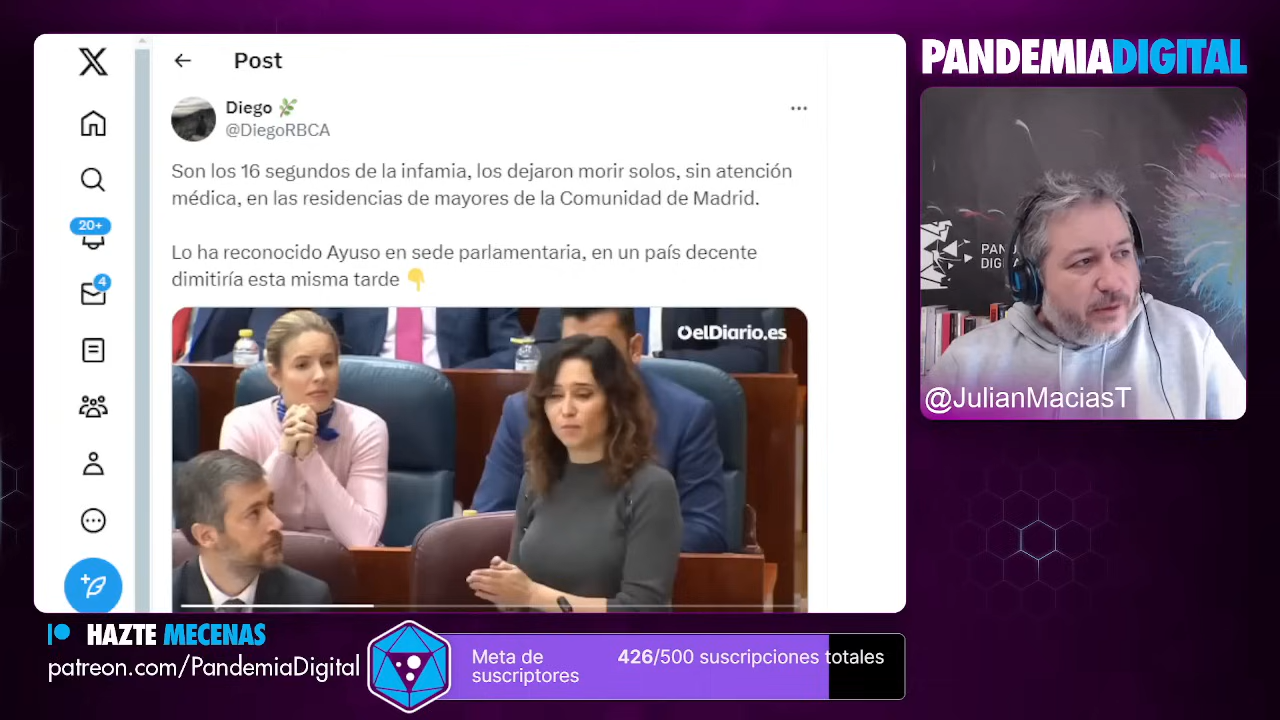 Post
Diego
@DiegoRBCA
Son los 16 segundos de la infamia, los dejaron morir solos, sin atención
médica, en las residencias de mayores de la Comunidad de Madrid.
Lo ha reconocido Ayuso en sede parlamentaria, en un país decente
dimitiría esta misma tarde
20+
4
elDiario.es
PANDEMIADIGITAL
@JulianMaciasT
HAZTE MECENAS
patreon.com/PandemiaDigital
Meta de
suscriptores
426/500 suscripciones totales